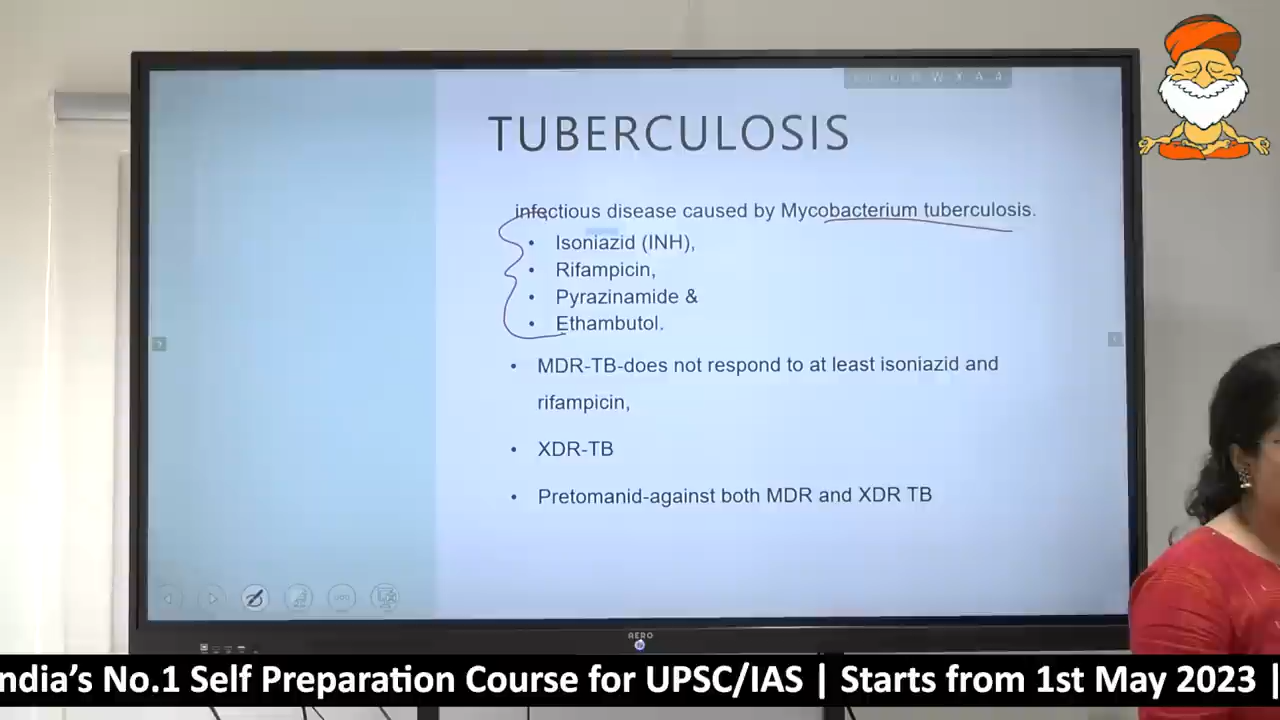 TUBERCULOSIS
infectious disease caused by Mycobacterium tuberculosis.
• Isoniazid (INH),
• Rifampicin,
• Pyrazinamide &
• Ethambutol.
• MDR-TB-does not respond to at least isoniazid and
rifampicin,
• XDR-TB
• Pretomanid-against both MDR and XDR TB
AERO
ndia's No.1 Self Preparation Course for UPSC/IAS | Starts from 1st May 2023 |